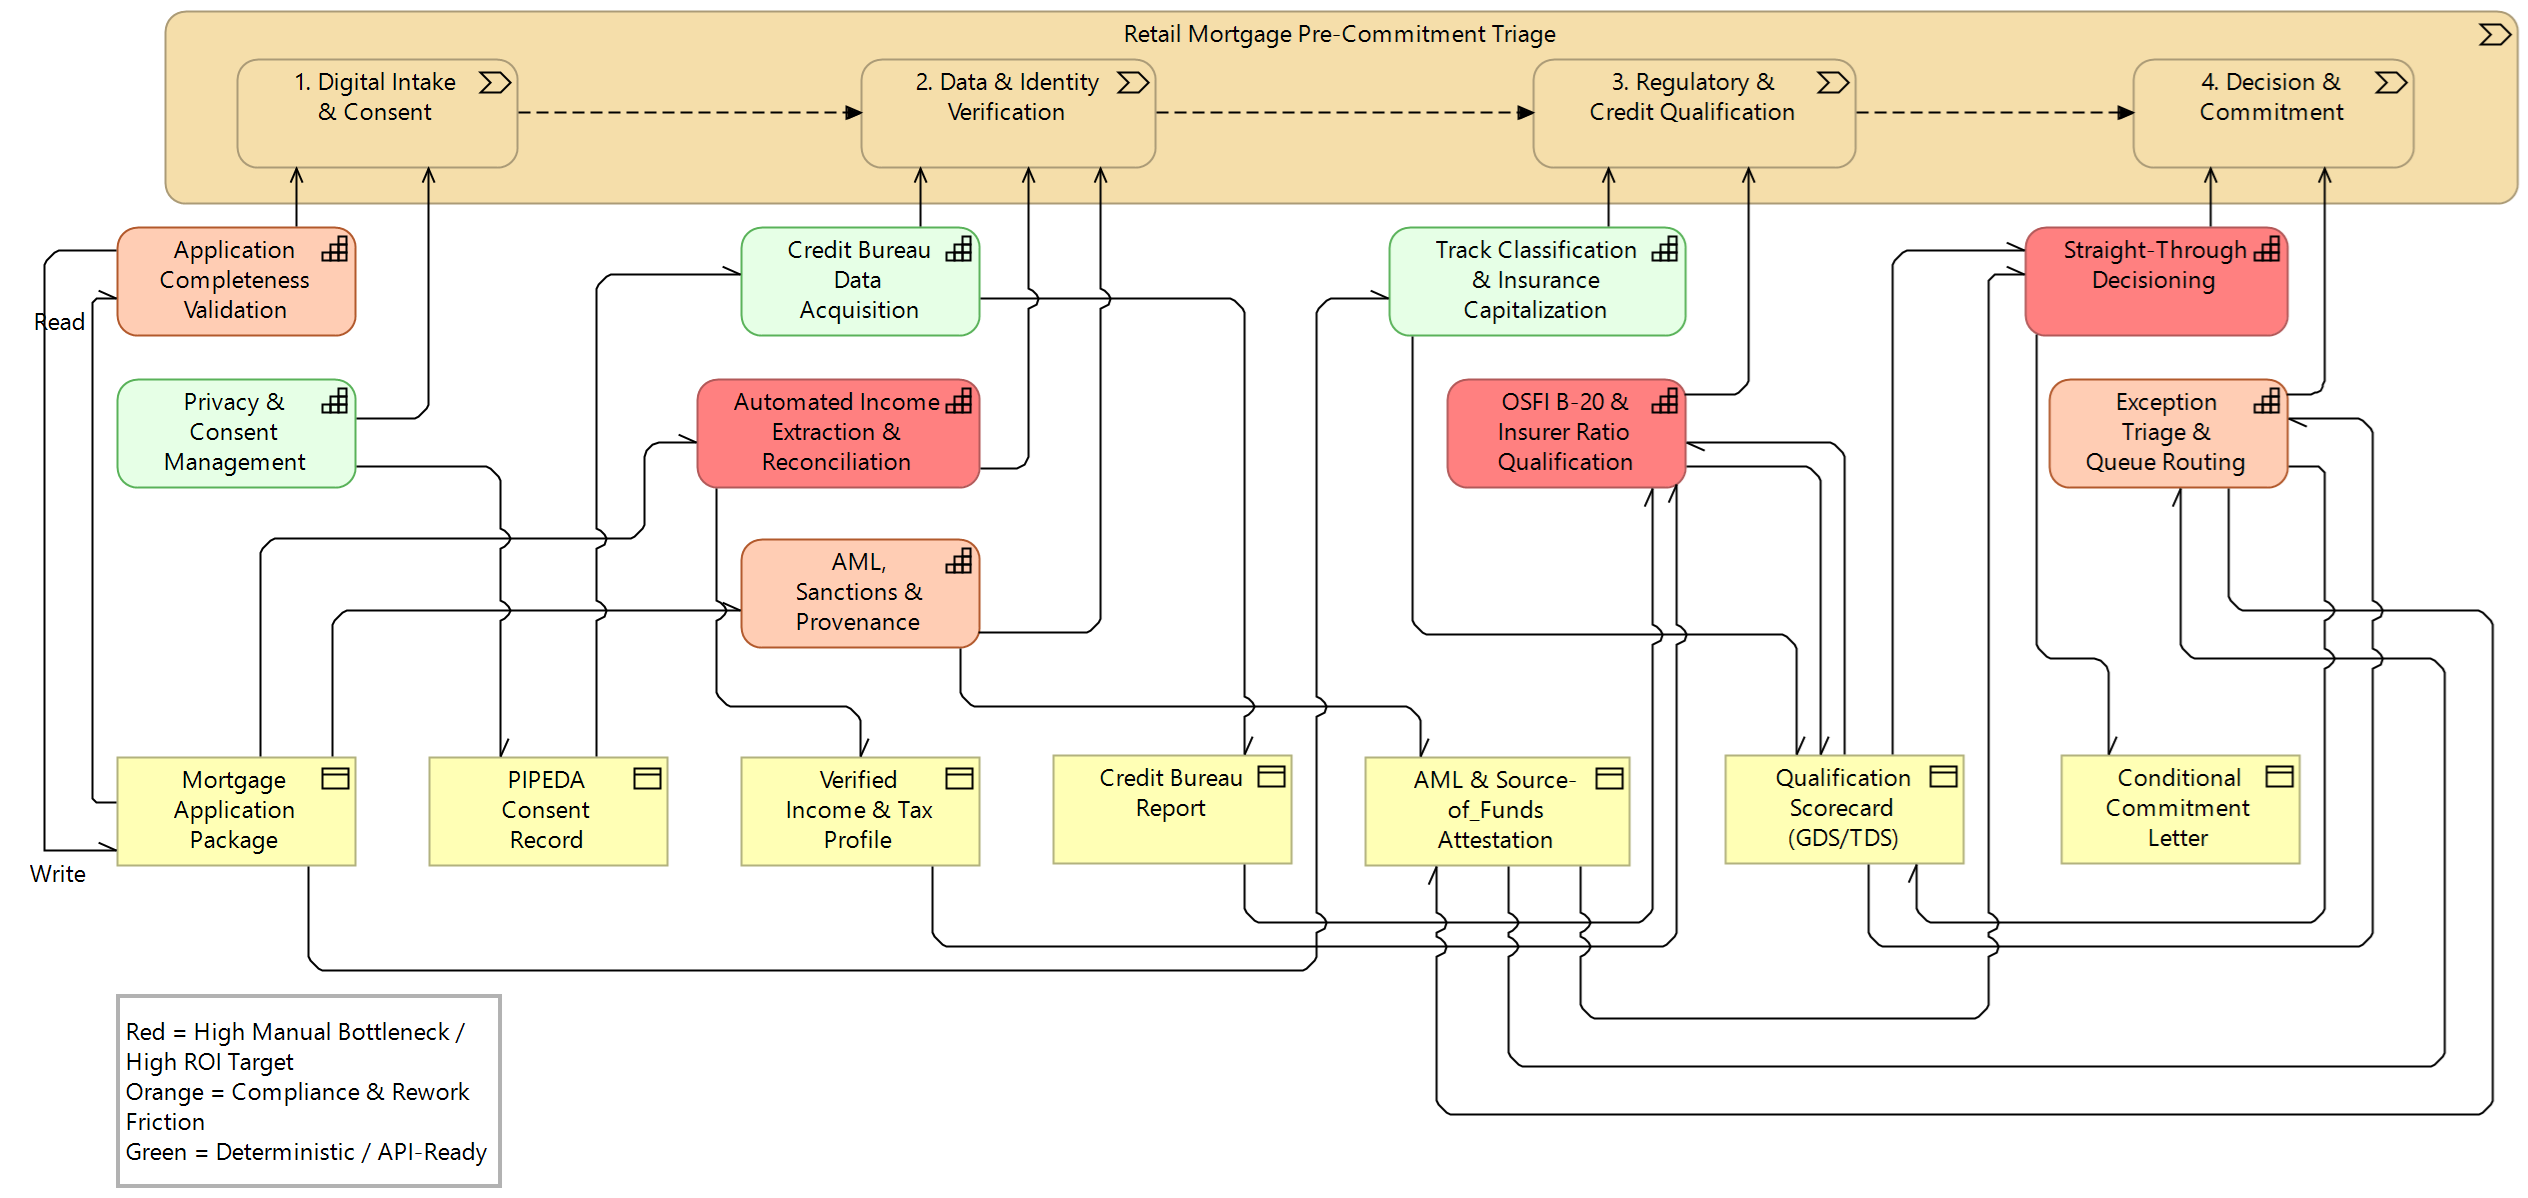 Retail Mortgage Pre-Commitment Triage
1. Digital Intake
& Consent
2. Data & Identity
Verification
3. Regulatory &
Credit Qualification
4. Decision &
Commitment
Application
Completeness
Validation
Credit Bureau
Data
Acquisition
Track Classification
& Insurance
Capitalization
Straight-Through
Decisioning
Read
Privacy &
Consent
Management
Automated Income
Extraction &
Reconciliation
OSFI B-20 &
Insurer Ratio
Qualification
Exception
Triage &
Queue Routing
AML,
Sanctions &
Provenance
Mortgage
Application
Package
PIPEDA
Consent
Record
Verified
Income & Tax
Profile
Credit Bureau
Report
AML & Source-
of_Funds
Attestation
Qualification
Scorecard
(GDS/TDS)
Conditional
Commitment
Letter
Write
Red = High Manual Bottleneck /
High ROI Target
Orange = Compliance & Rework
Friction
Green = Deterministic / API-Ready